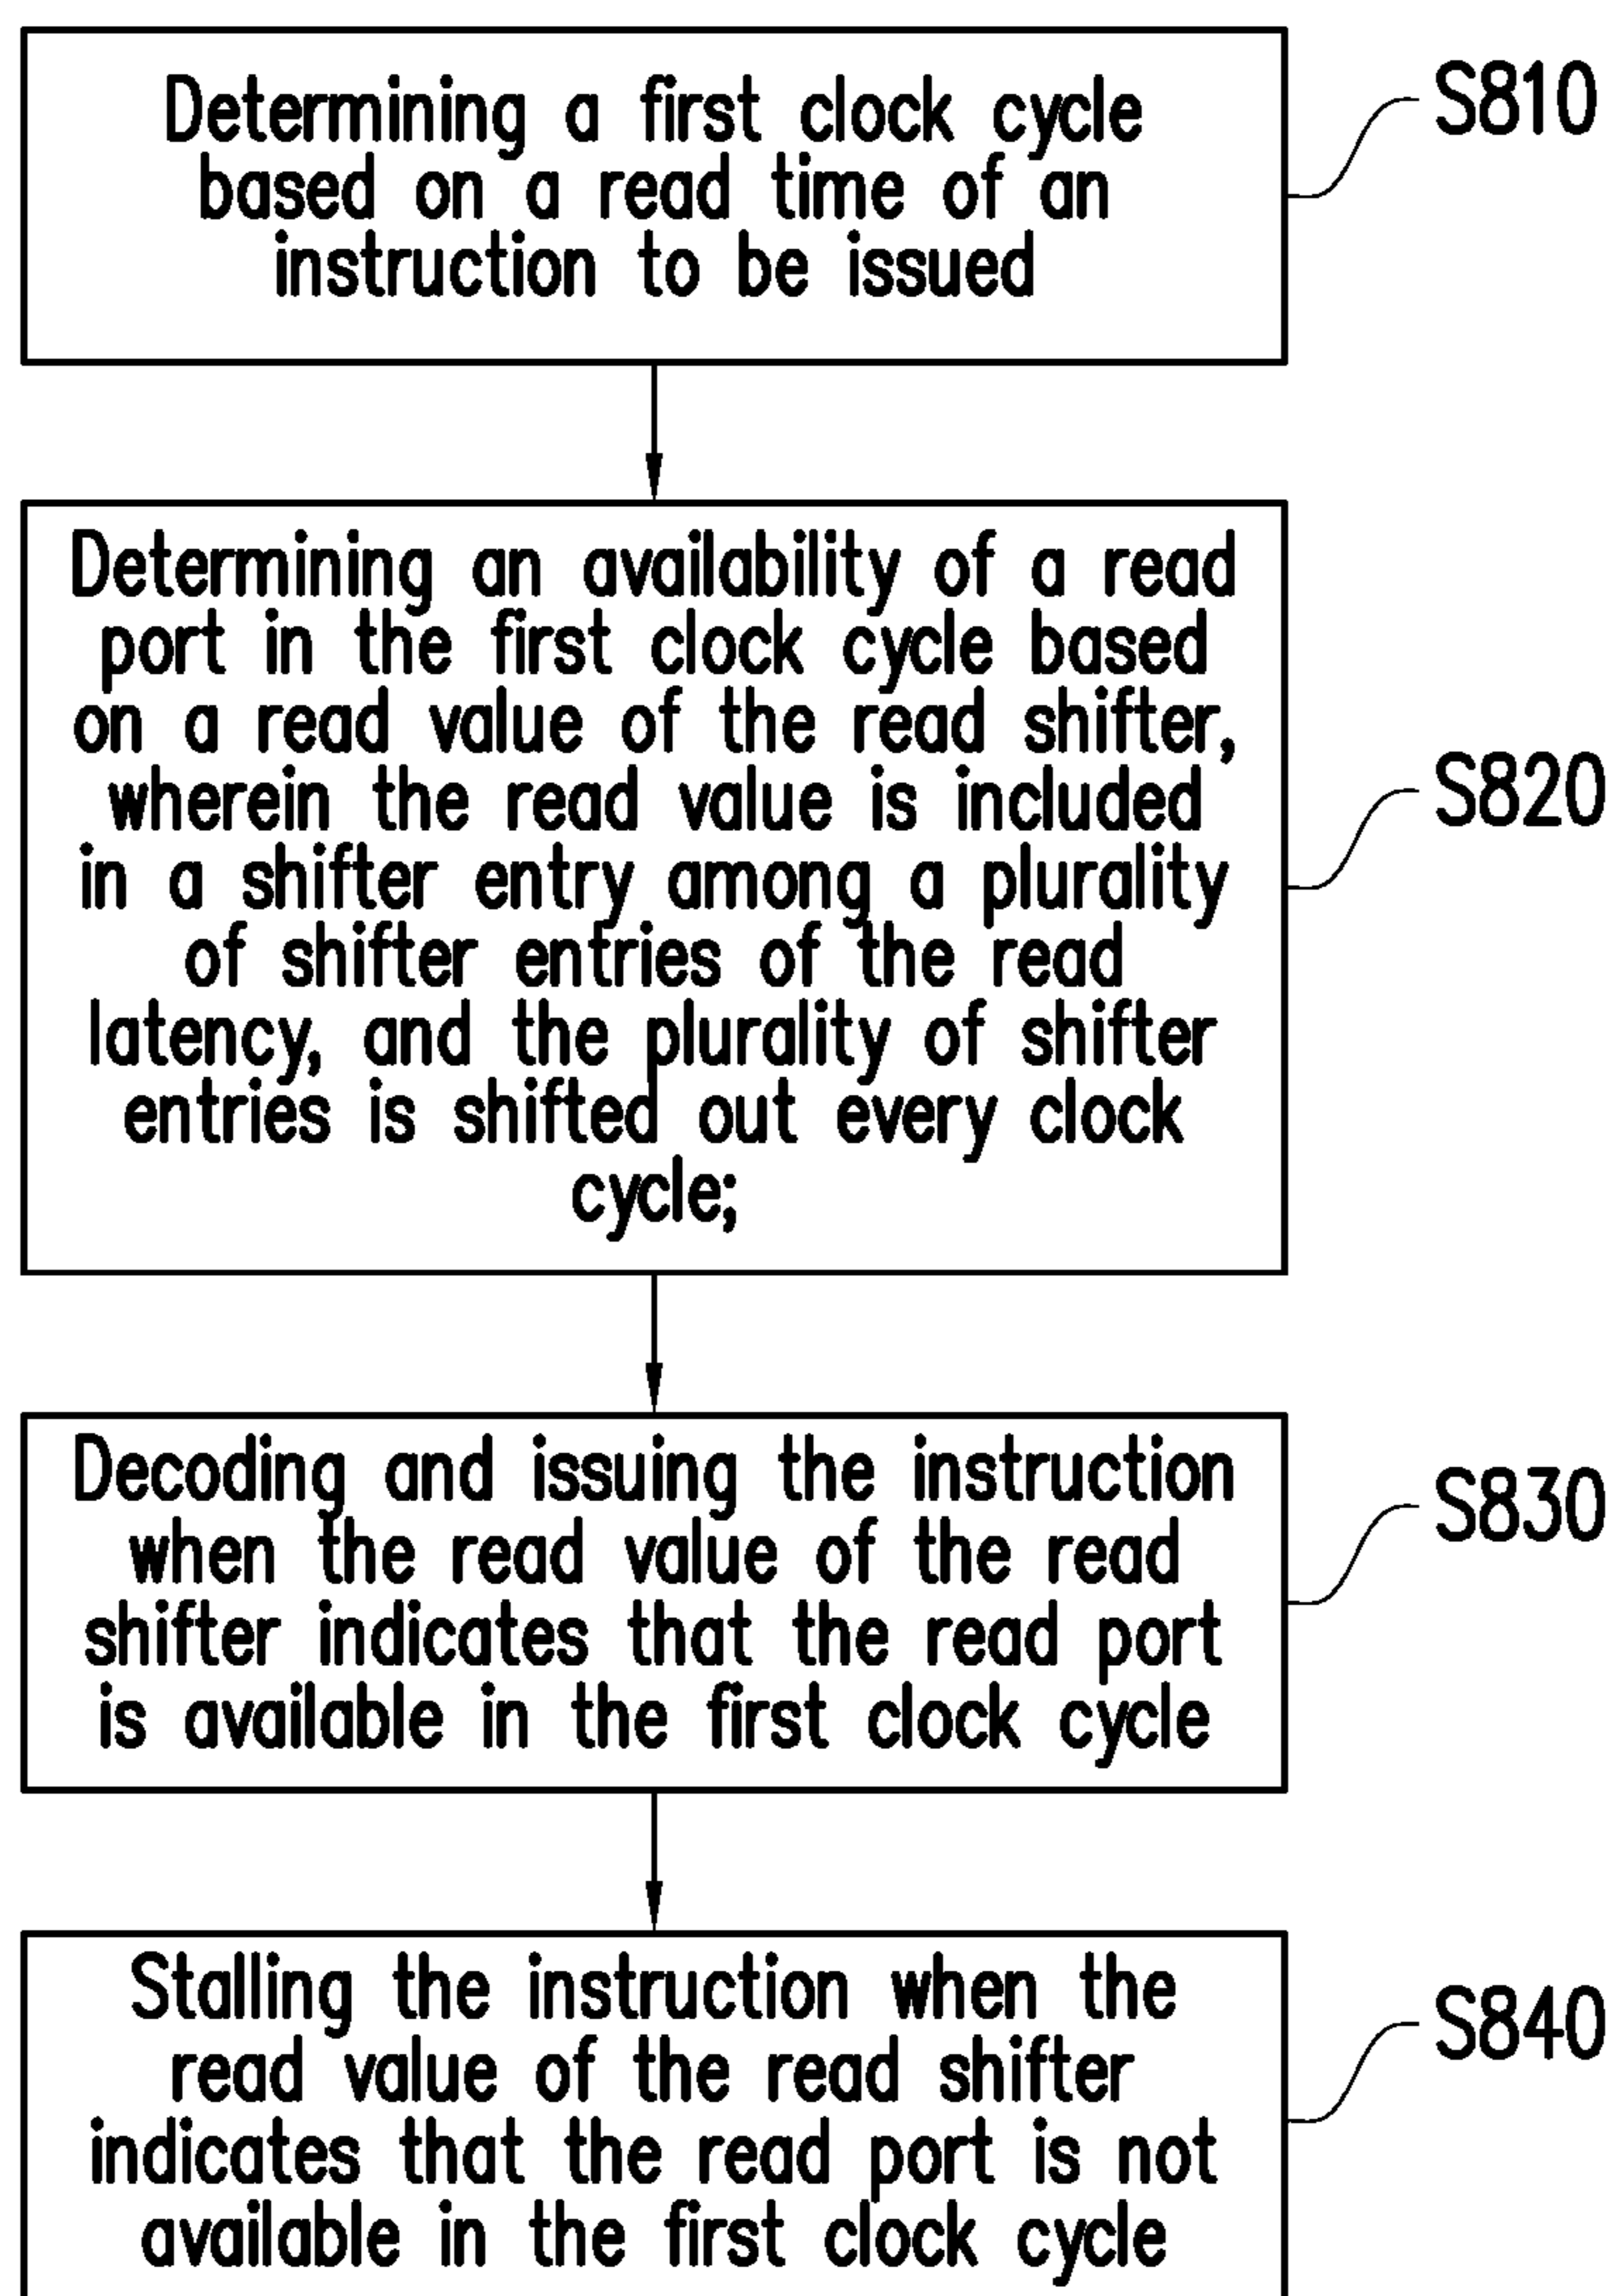 Determining a first clock cycle
based on a read time of an
instruction to be issued
S810
Determining an availability of a read
port in the first clock cycle based
on a read value of the read shifter,
wherein the read value is included
in a shifter entry among a plurality
of shifter entries of the read
latency, and the plurality of shifter
entries is shifted out every clock
cycle;
S820
Decoding and issuing the instruction
when the read value of the read
shifter indicates that the read port
is available in the first clock cycle
S830
Stalling the instruction when the
read value of the read shifter
indicates that the read port is not
available in the first clock cycle
S840